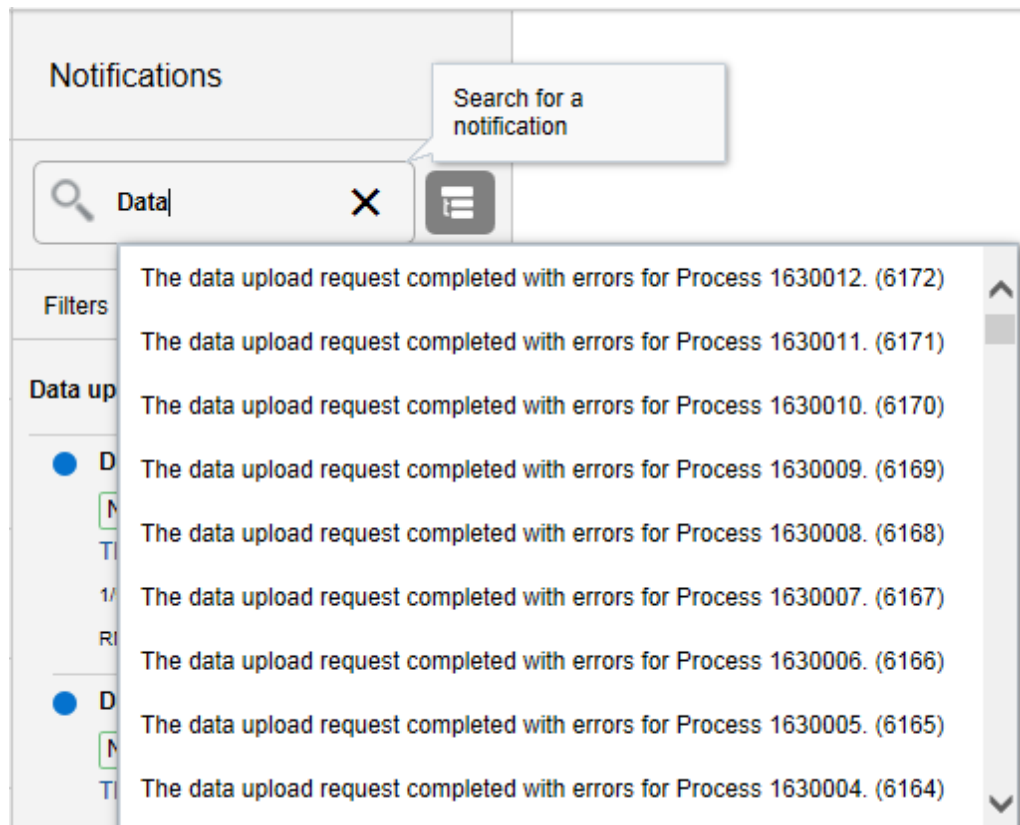 Notifications
Search for a
notification
Data
The data upload request completed with errors for Process 1630012. (6172)
Filters
The data upload request completed with errors for Process 1630011. (6171)
Data up
The data upload request completed with errors for Process 1630010. (6170)
D
The data upload request completed with errors for Process 1630009. (6169)
N
The data upload request completed with errors for Process 1630008. (6168)
1/
The data upload request completed with errors for Process 1630007. (6167)
The data upload request completed with errors for Process 1630006. (6166)
D
The data upload request completed with errors for Process 1630005. (6165)
N
The data upload request completed with errors for Process 1630004. (6164)